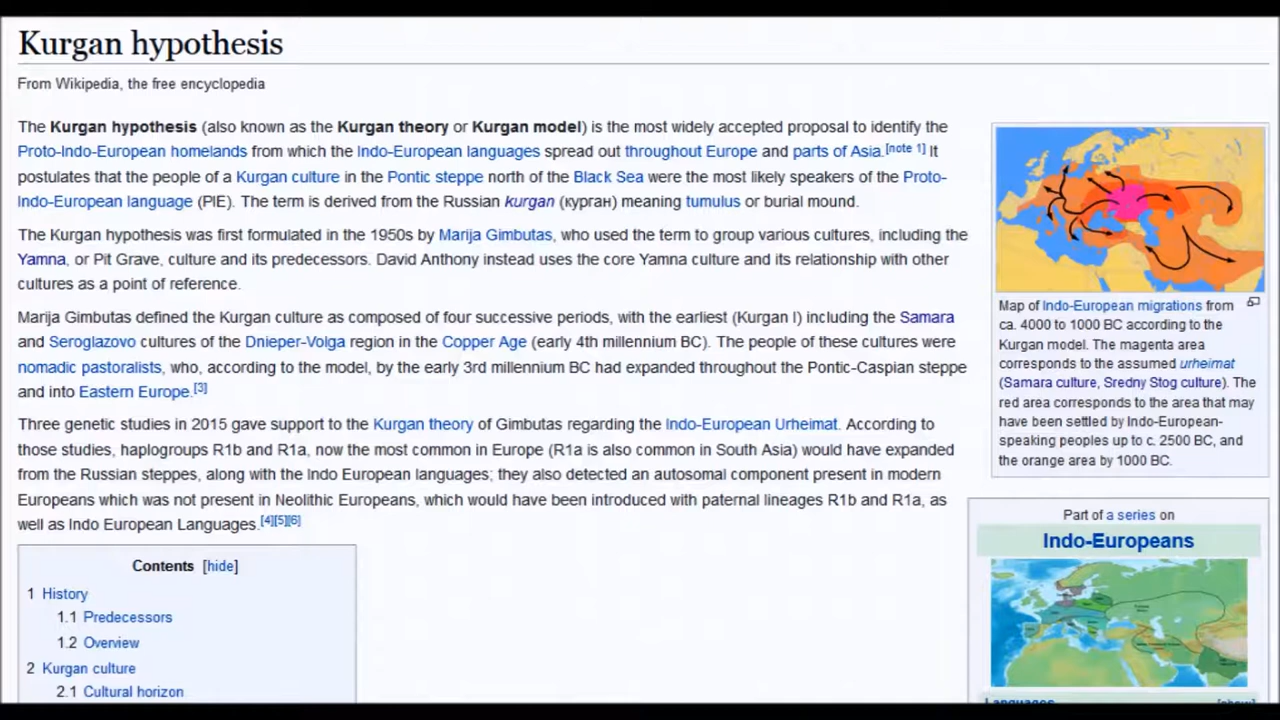 Kurgan hypothesis
From Wikipedia, the free encyclopedia
The Kurgan hypothesis (also known as the Kurgan theory or Kurgan model) is the most widely accepted proposal to identify the
Proto-Indo-European homelands from which the Indo-European languages spread out throughout Europe and parts of Asia.[note 1] It
postulates that the people of a Kurgan culture in the Pontic steppe north of the Black Sea were the most likely speakers of the Proto-
Indo-European language (PIE). The term is derived from the Russian kurgan (курган) meaning tumulus or burial mound.
The Kurgan hypothesis was first formulated in the 1950s by Marija Gimbutas, who used the term to group various cultures, including the
Yamna, or Pit Grave, culture and its predecessors. David Anthony instead uses the core Yamna culture and its relationship with other
cultures as a point of reference.
Marija Gimbutas defined the Kurgan culture as composed of four successive periods, with the earliest (Kurgan I) including the Samara
and Seroglazovo cultures of the Dnieper-Volga region in the Copper Age (early 4th millennium BC). The people of these cultures were
nomadic pastoralists, who, according to the model, by the early 3rd millennium BC had expanded throughout the Pontic-Caspian steppe
and into Eastern Europe.[3]
Three genetic studies in 2015 gave support to the Kurgan theory of Gimbutas regarding the Indo-European Urheimat. According to
those studies, haplogroups R1b and R1a, now the most common in Europe (R1a is also common in South Asia) would have expanded
from the Russian steppes, along with the Indo European languages; they also detected an autosomal component present in modern
Europeans which was not present in Neolithic Europeans, which would have been introduced with paternal lineages R1b and R1a, as
well as Indo European Languages.[4][5][6]
Contents [hide]
1 History
1.1 Predecessors
1.2 Overview
2 Kurgan culture
2.1 Cultural horizon
Map of Indo-European migrations from
ca. 4000 to 1000 BC according to the
Kurgan model. The magenta area
corresponds to the assumed urheimat
(Samara culture, Sredny Stog culture). The
red area corresponds to the area that may
have been settled by Indo-European-
speaking peoples up to c. 2500 BC, and
the orange area by 1000 BC.
Part of a series on
Indo-Europeans
Languages [show]